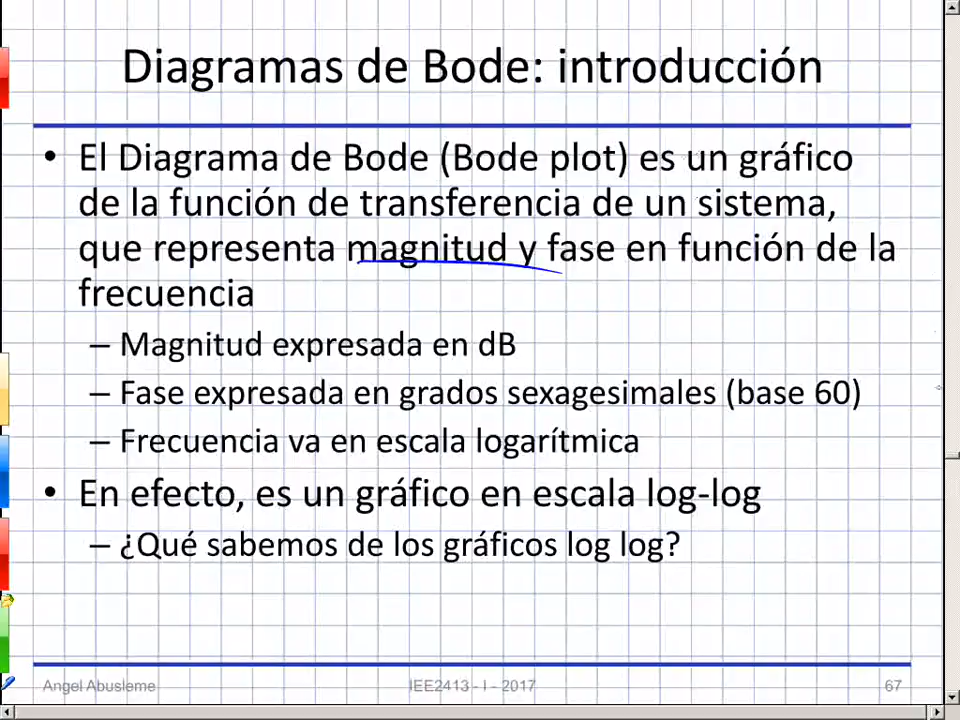 Diagramas de Bode: introducción
• El Diagrama de Bode (Bode plot) es un gráfico
de la función de transferencia de un sistema,
que representa magnitud y fase en función de la
frecuencia
– Magnitud expresada en dB
– Fase expresada en grados sexagesimales (base 60)
– Frecuencia va en escala logarítmica
• En efecto, es un gráfico en escala log-log
– ¿Qué sabemos de los gráficos log log?
Angel Abusleme IEE2413 - I - 2017 67